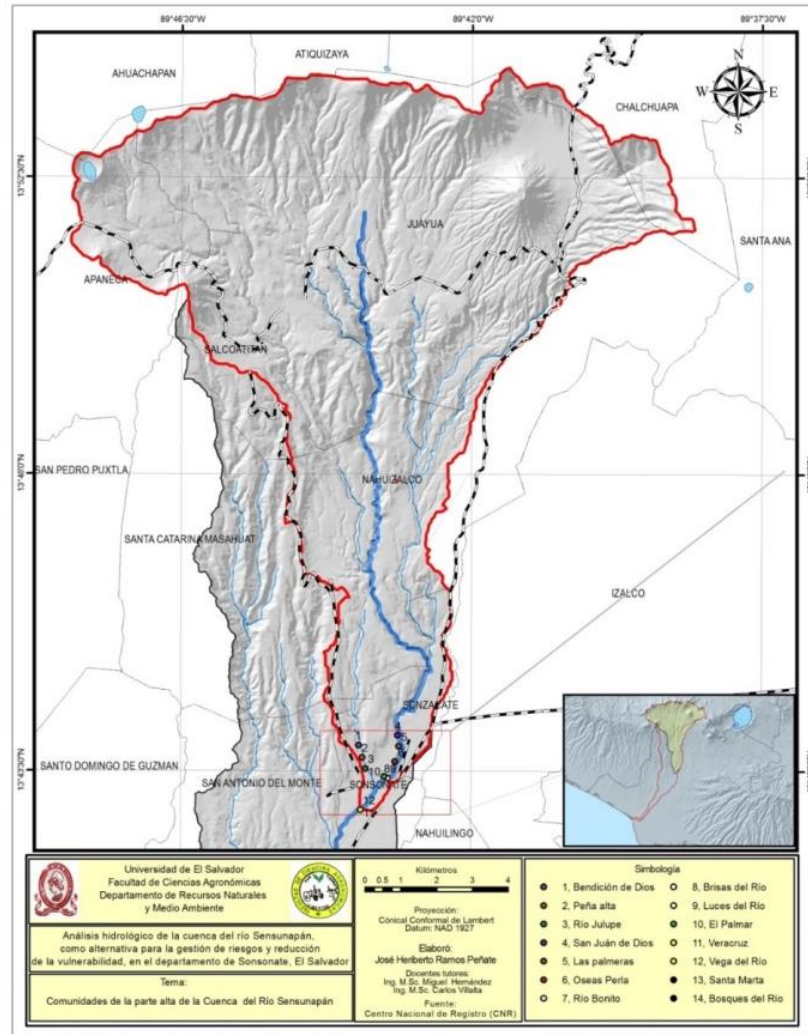 89°46'30"W 89°42'0"W 89°37'30"W
ATIQUIZAYA
AHUACHAPAN
N
W E
S
CHALCHUAPA
13°52'30"N
JUAYUA
SANTA ANA
APANECA
SALCOATITAN
SAN PEDRO PUXTLA
NAHUIZALCO
SANTA CATARINA MASAHUAT
IZALCO
SONZACATE
2
3
SANTO DOMINGO DE GUZMAN
13°43'30"N
10
SAN ANTONIO DEL MONTE
SONSONATE
12
NAHUILINGO
Universidad de El Salvador
Facultad de Ciencias Agronómicas
Departamento de Recursos Naturales
y Medio Ambiente
Análisis hidrológico de la cuenca del río Sensunapán,
como alternativa para la gestión de riesgos y reducción
de la vulnerabilidad, en el departamento de Sonsonate, El Salvador
Tema:
Comunidades de la parte alta de la Cuenca del Río Sensunapán
Kilómetros
0 0.5 1 2 3 4
Proyección:
Cónical Conformal de Lambert
Datum: NAD 1927
Elaboró:
José Heriberto Ramos Peñate
Docentes tutores:
Ing. M.Sc. Miguel Hernández
Ing. M.Sc. Carlos Villalta
Fuente:
Centro Nacional de Registro (CNR)
Simbología
1, Bendición de Dios
2, Peña alta
3, Río Julupe
4, San Juán de Dios
5, Las palmeras
6, Oseas Perla
7, Río Bonito
8, Brisas del Río
9, Luces del Río
10, El Palmar
11, Veracruz
12, Vega del Río
13, Santa Marta
14, Bosques del Río